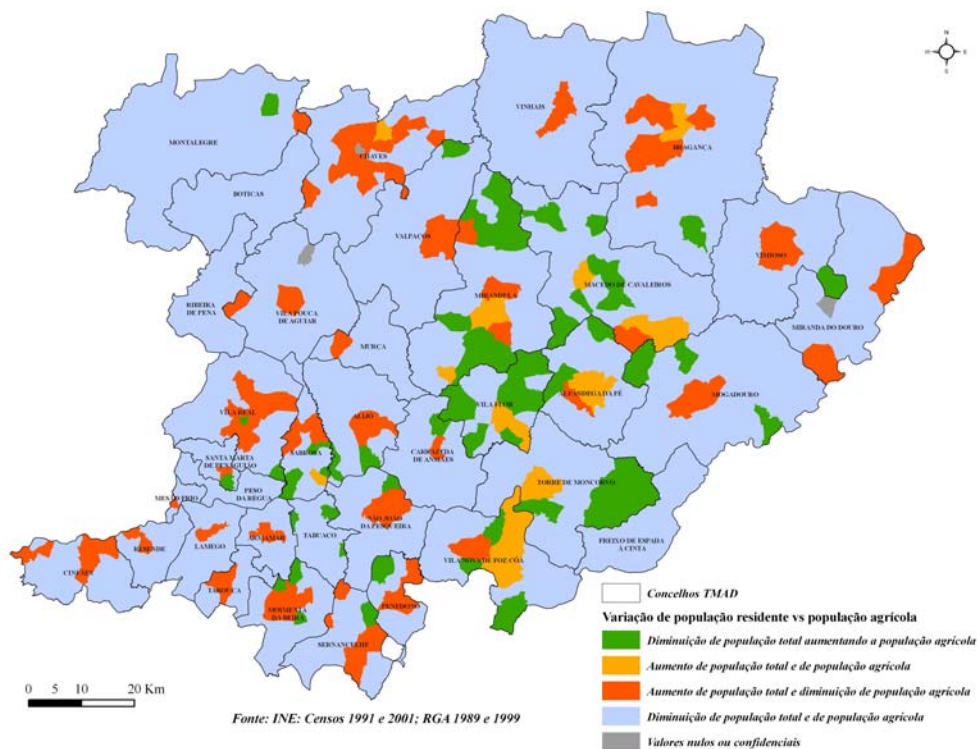 N
H E
S
VINHAIS
BRAGANÇA
MONTALEGRE
CHAVES
BOTICAS
VALPAÇOS
VIMIOSO
MACEDO DE CAVALEIROS
MIRANDELA
RIBEIRA
DE PENA
VILA POUCA
DE AGUIAR
MIRANDA DO DOURO
MURÇA
ALFANDEGA DA FÉ
MOGADOURO
VILA REAL
ALIJÓ
VILA FLOR
SABROSA
CARRAZEDA
DE ANSIÃES
SANTA MARTA
DE PENAGUIÃO
PESO
DA RÉGUA
TORRE DE MONCORVO
MESÃO FRIO
SÃO JOÃO
DA PESQUEIRA
RESENDE
LAMEGO
ARMAMAR
TABUAÇO
FREIXO DE ESPADA
À CINTA
VILA NOVA DE FOZ CÔA
CINFÃES
TAROUCA
MOIMENTA
DA BEIRA
PENEDONO
SERNANCELHE
Concelhos TMAD
Variação de população residente vs população agrícola
Diminuição de população total aumentando a população agrícola
Aumento de população total e de população agrícola
Aumento de população total e diminuição de população agrícola
Diminuição de população total e de população agrícola
Valores nulos ou confidenciais
0 5 10 20 Km
Fonte: INE: Censos 1991 e 2001; RGA 1989 e 1999